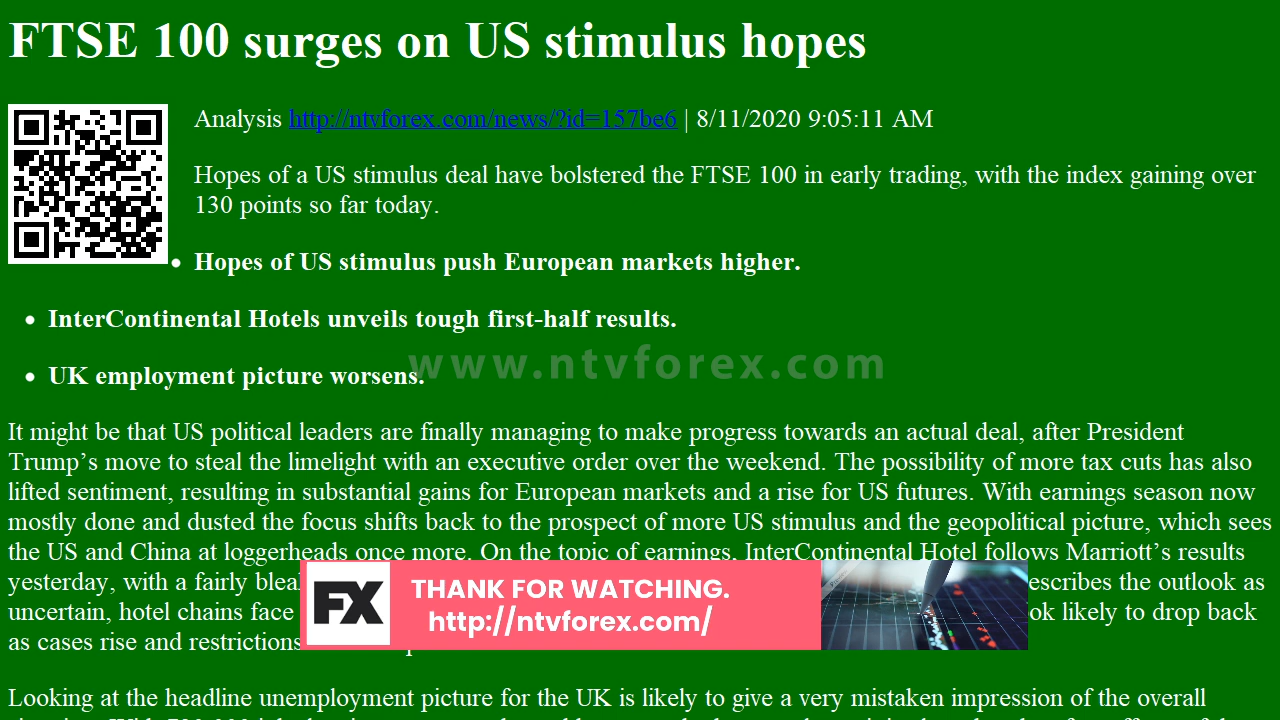 FTSE 100 surges on US stimulus hopes
Analysis http://ntvforex.com/news/?id=157be6 | 8/11/2020 9:05:11 AM
Hopes of a US stimulus deal have bolstered the FTSE 100 in early trading, with the index gaining over
130 points so far today.
• Hopes of US stimulus push European markets higher.
• InterContinental Hotels unveils tough first-half results.
www.ntvforex.com
• UK employment picture worsens.
It might be that US political leaders are finally managing to make progress towards an actual deal, after President
Trump’s move to steal the limelight with an executive order over the weekend. The possibility of more tax cuts has also
lifted sentiment, resulting in substantial gains for European markets and a rise for US futures. With earnings season now
mostly done and dusted the focus shifts back to the prospect of more US stimulus and the geopolitical picture, which sees
the US and China at loggerheads once more. On the topic of earnings, InterContinental Hotel follows Marriott’s results
yesterday, with a fairly escribes the outlook as
uncertain, hotel chains face ok likely to drop back
as cases rise and restrictions
FX
THANK FOR WATCHING.
http://ntvforex.com/
Looking at the headline unemployment picture for the UK is likely to give a very mistaken impression of the overall